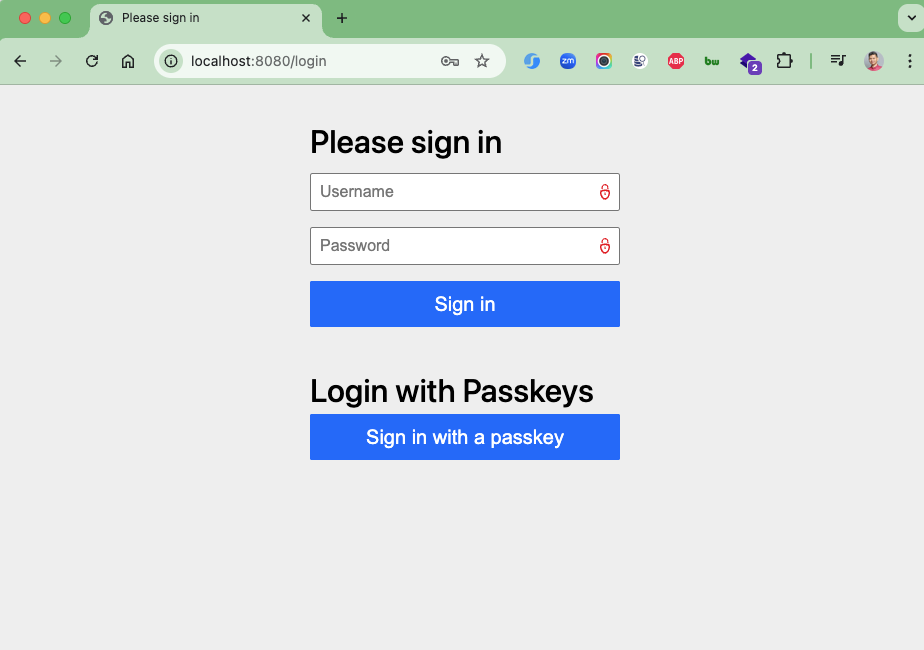 Please sign in
localhost:8080/login
zm
ABP
bw
2
Please sign in
Username
Password
Sign in
Login with Passkeys
Sign in with a passkey